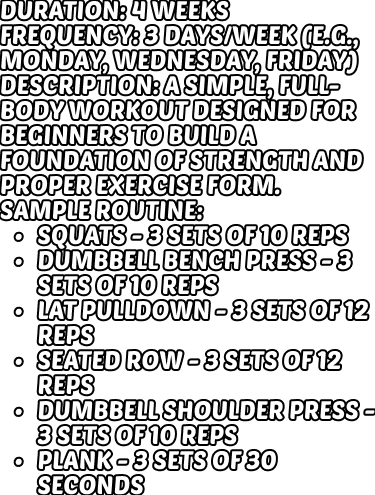 DURATION: 4 WEEKS
FREQUENCY: 3 DAYS/WEEK (E.G.,
MONDAY, WEDNESDAY, FRIDAY)
DESCRIPTION: A SIMPLE, FULL-
BODY WORKOUT DESIGNED FOR
BEGINNERS TO BUILD A
FOUNDATION OF STRENGTH AND
PROPER EXERCISE FORM.
SAMPLE ROUTINE:
SQUATS - 3 SETS OF 10 REPS
DUMBBELL BENCH PRESS - 3
SETS OF 10 REPS
LAT PULLDOWN - 3 SETS OF 12
REPS
SEATED ROW - 3 SETS OF 12
REPS
DUMBBELL SHOULDER PRESS -
3 SETS OF 10 REPS
PLANK - 3 SETS OF 30
SECONDS